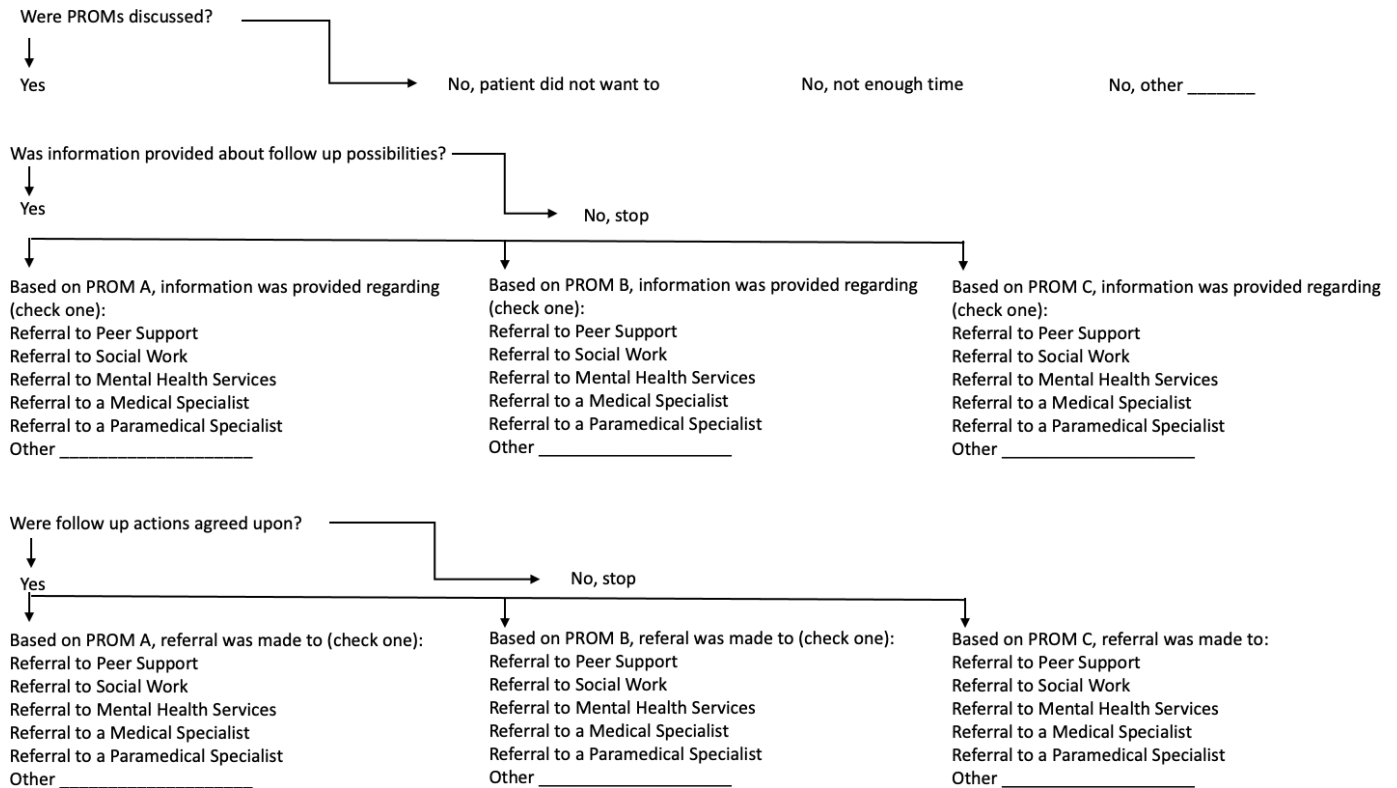 Were PROMs discussed?
Yes
No, patient did not want to
No, not enough time
No, other _______
Was information provided about follow up possibilities?
Yes
No, stop
Based on PROM A, information was provided regarding
(check one):
Referral to Peer Support
Referral to Social Work
Referral to Mental Health Services
Referral to a Medical Specialist
Referral to a Paramedical Specialist
Other ____________________
Based on PROM B, information was provided regarding
(check one):
Referral to Peer Support
Referral to Social Work
Referral to Mental Health Services
Referral to a Medical Specialist
Referral to a Paramedical Specialist
Other ____________________
Based on PROM C, information was provided regarding
(check one):
Referral to Peer Support
Referral to Social Work
Referral to Mental Health Services
Referral to a Medical Specialist
Referral to a Paramedical Specialist
Other ____________________
Were follow up actions agreed upon?
Yes
No, stop
Based on PROM A, referral was made to (check one):
Referral to Peer Support
Referral to Social Work
Referral to Mental Health Services
Referral to a Medical Specialist
Referral to a Paramedical Specialist
Other ____________________
Based on PROM B, referal was made to (check one):
Referral to Peer Support
Referral to Social Work
Referral to Mental Health Services
Referral to a Medical Specialist
Referral to a Paramedical Specialist
Other ____________________
Based on PROM C, referral was made to:
Referral to Peer Support
Referral to Social Work
Referral to Mental Health Services
Referral to a Medical Specialist
Referral to a Paramedical Specialist
Other ____________________